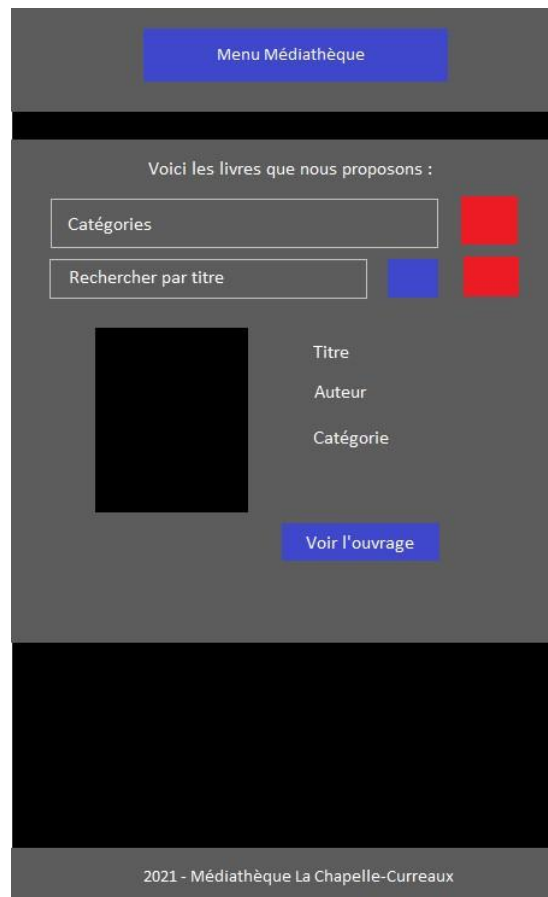 Menu Médiathèque
Voici les livres que nous proposons :
Catégories
Rechercher par titre
Titre
Auteur
Catégorie
Voir l'ouvrage
2021 - Médiathèque La Chapelle-Curreaux